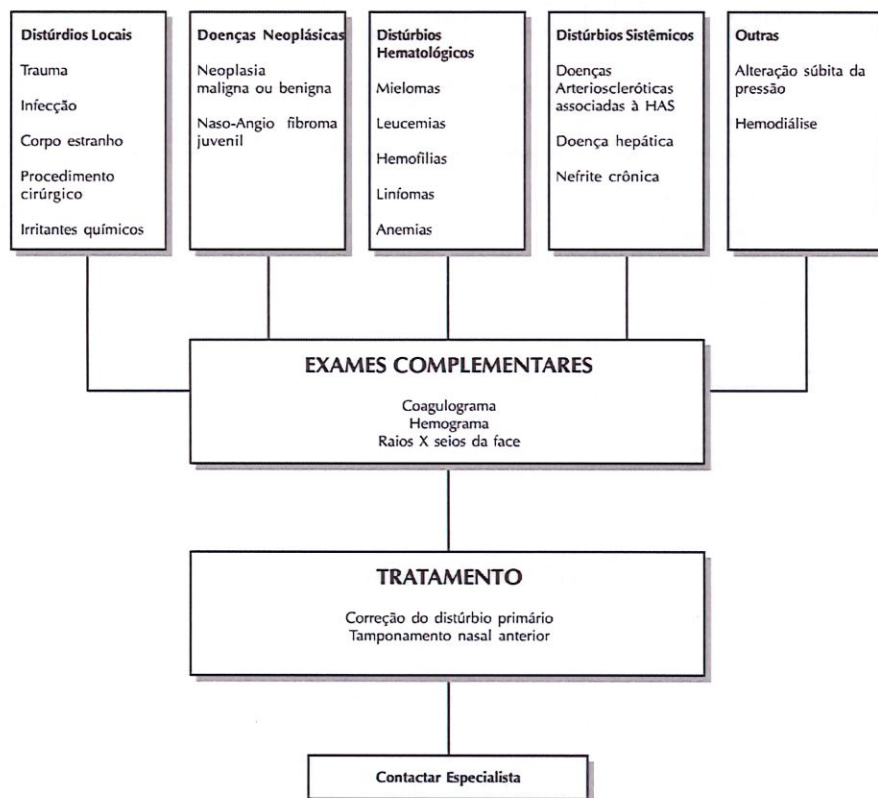 Distúrdios Locais
Trauma
Infecção
Corpo estranho
Procedimento
cirúrgico
Irritantes químicos
Doenças Neoplásicas
Neoplasia
maligna ou benigna
Naso-Angio fibroma
juvenil
Distúrbios
Hematológicos
Mielomas
Leucemias
Hemofilias
Linfomas
Anemias
Distúrbios Sistêmicos
Doenças
Arterioscleróticas
associadas à HAS
Doença hepática
Nefrite crônica
Outras
Alteração súbita da
pressão
Hemodiálise
EXAMES COMPLEMENTARES
Coagulograma
Hemograma
Raios X seios da face
TRATAMENTO
Correção do distúrbio primário
Tamponamento nasal anterior
Contactar Especialista